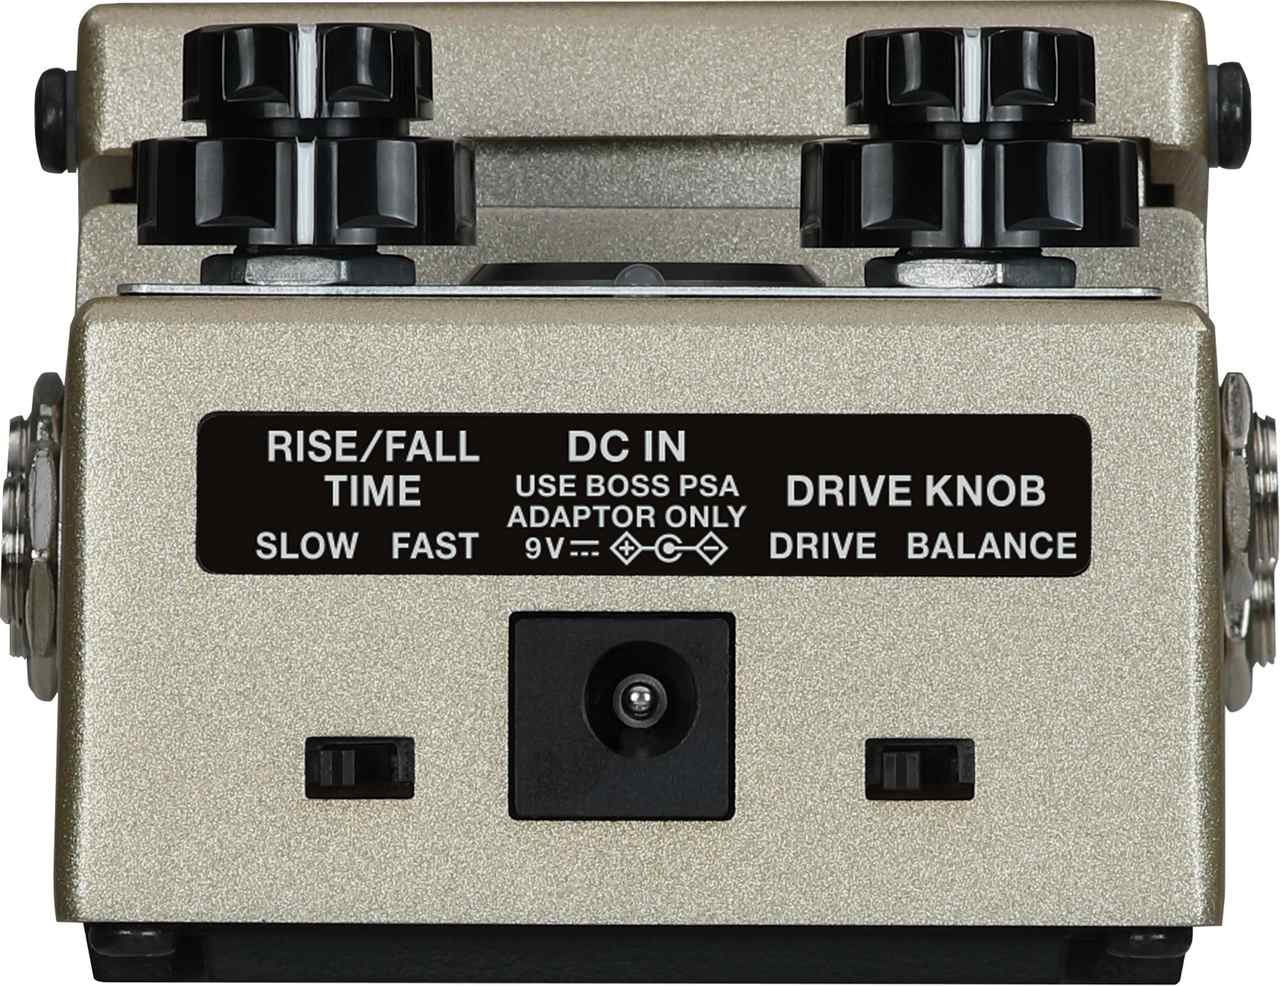 RISE/FALL
TIME
SLOW FAST
DC IN
USE BOSS PSA
ADAPTOR ONLY
9V
DRIVE KNOB
DRIVE BALANCE